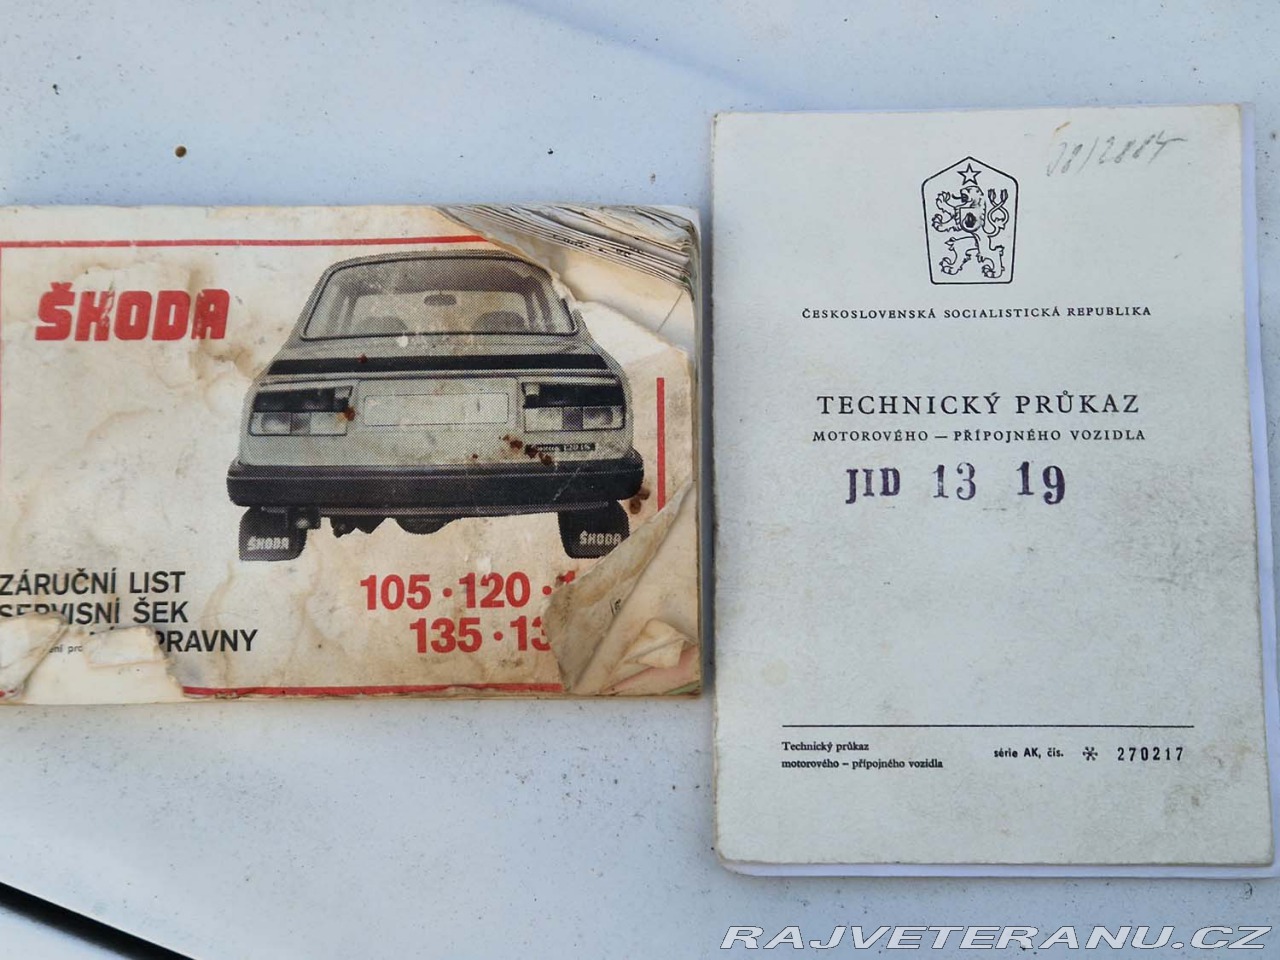 ŠKODA
ŠKODA
ŠKODA
ZÁRUČNÍ LIST
SERVISNÍ ŠEK
PRAVNY
105 · 120 ·
135 · 13
ČESKOSLOVENSKÁ SOCIALISTICKÁ REPUBLIKA
TECHNICKÝ PRŮKAZ
MOTOROVÉHO — PŘÍPOJNÉHO VOZIDLA
JID 13 19
Technický průkaz
motorového – přípojného vozidla
série AK, čís. * 270217
RAJVETERANU.CZ